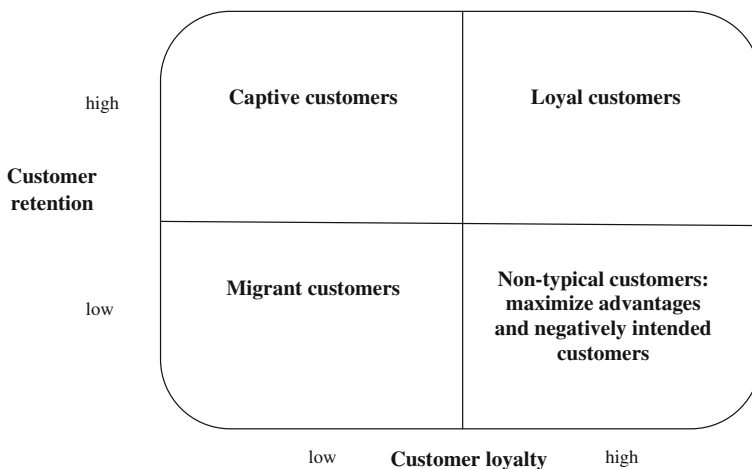 Captive customers
Loyal customers
high
Customer
retention
Migrant customers
Non-typical customers:
maximize advantages
and negatively intended
customers
low
low
Customer loyalty
high